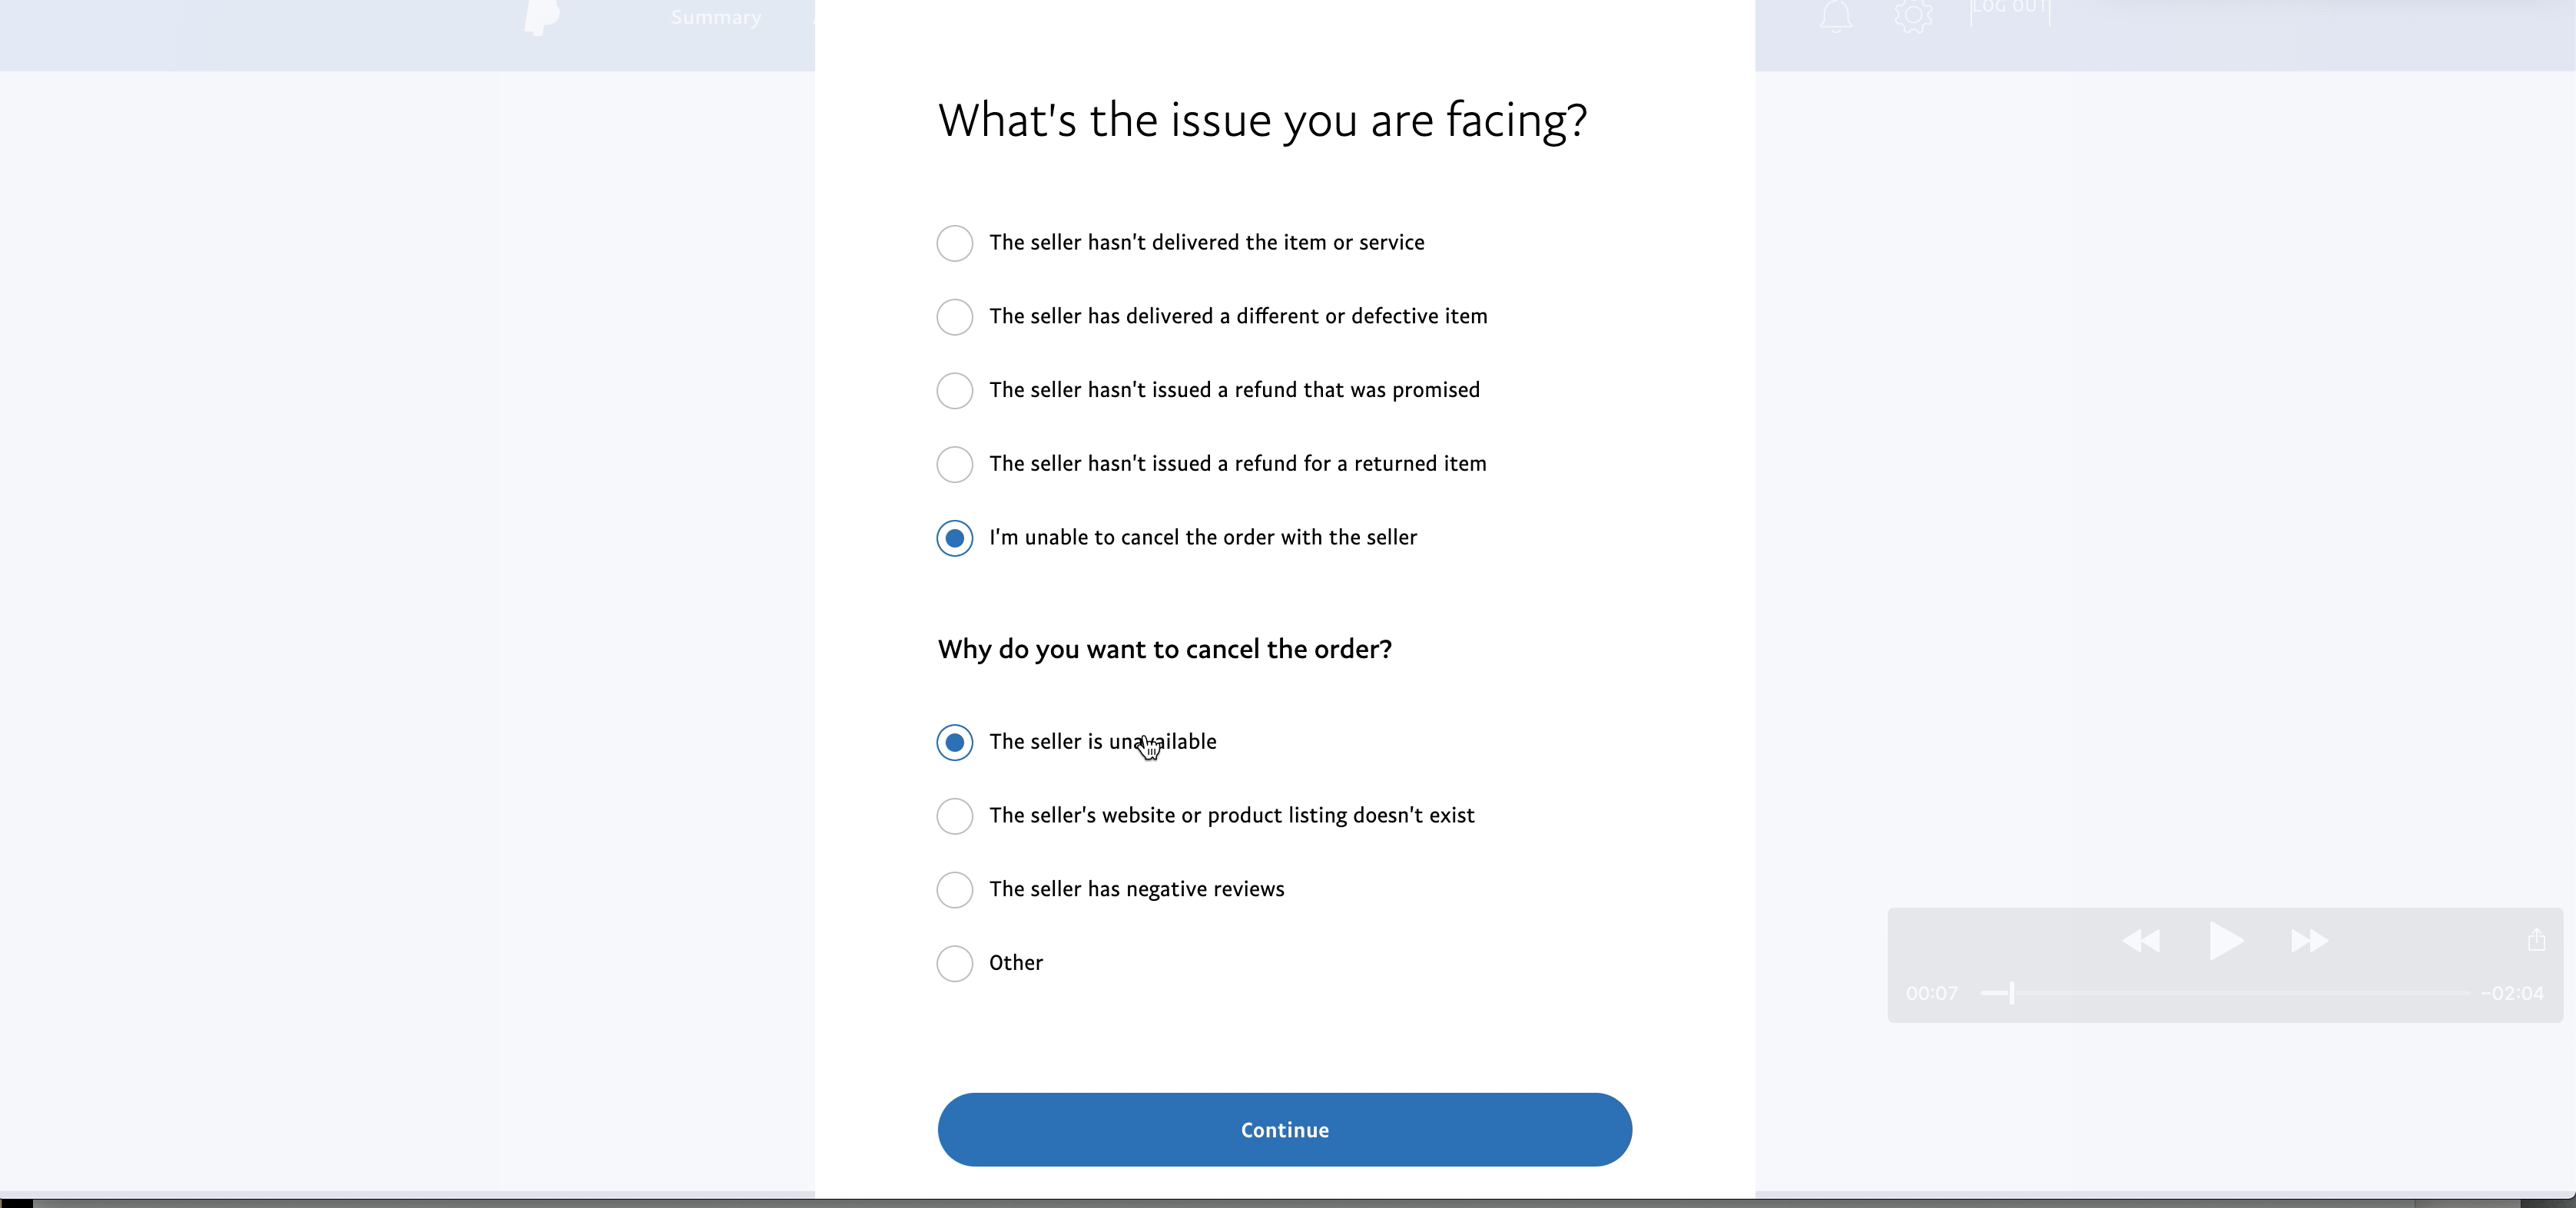 Summary
LOG OUT
What's the issue you are facing?
The seller hasn't delivered the item or service
The seller has delivered a different or defective item
The seller hasn't issued a refund that was promised
The seller hasn't issued a refund for a returned item
I'm unable to cancel the order with the seller
Why do you want to cancel the order?
The seller is unavailable
The seller's website or product listing doesn't exist
The seller has negative reviews
Other
00:07
-02:04
Continue